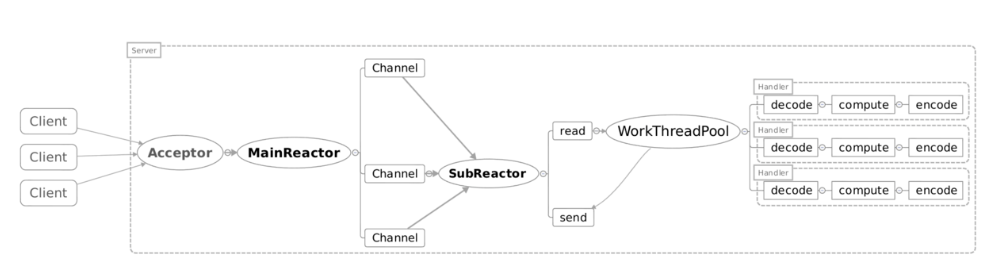 Server
Client
Client
Client
Acceptor
MainReactor
Channel
Channel
Channel
SubReactor
read
send
WorkThreadPool
Handler
decode compute encode
Handler
decode compute encode
Handler
decode compute encode